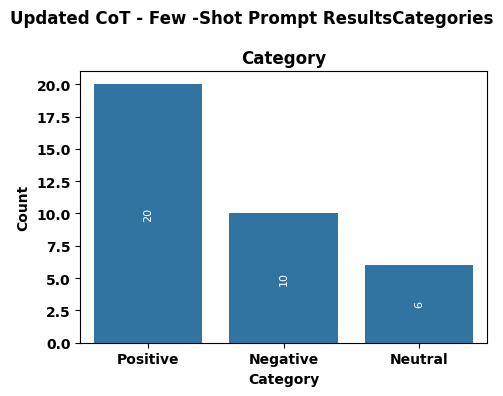 Updated CoT - Few -Shot Prompt ResultsCategories
Category
20.0
17.5
15.0
12.5
10.0
7.5
5.0
2.5
0.0
Count
20
10
6
Positive Negative Neutral
Category